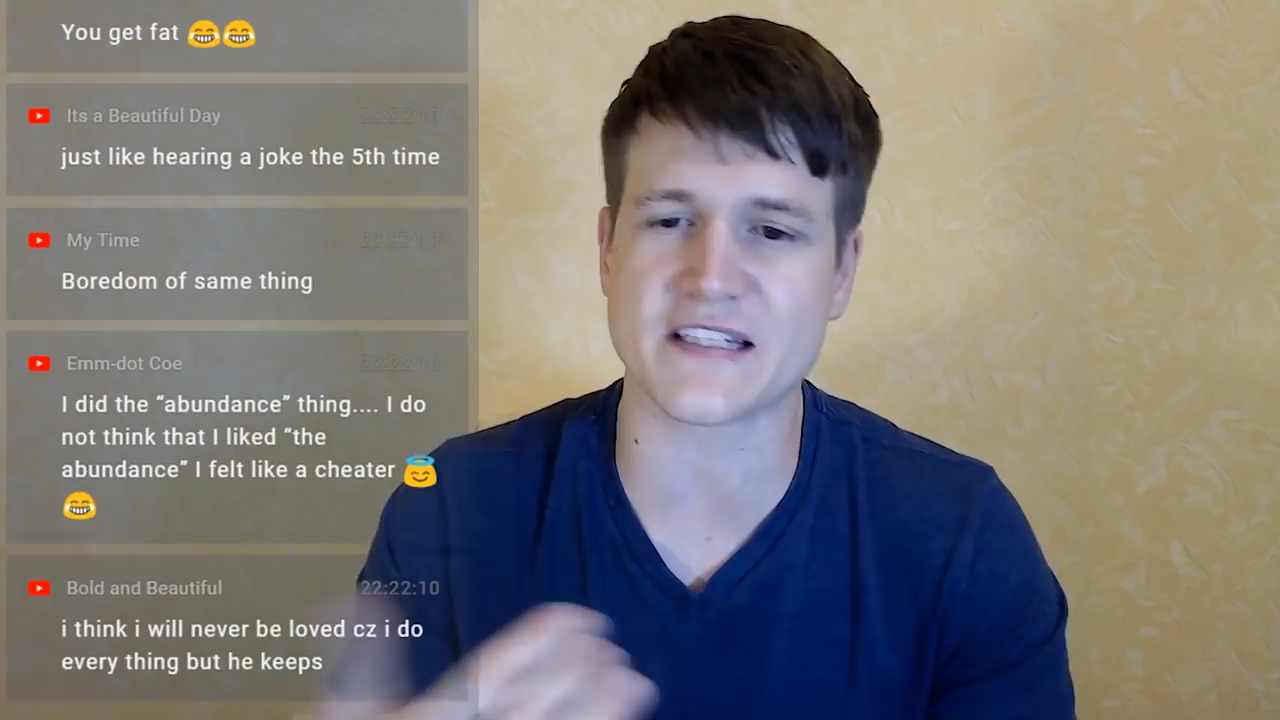 You get fat 😂😂
Its a Beautiful Day
just like hearing a joke the 5th time
My Time
Boredom of same thing
Emm-dot Coe
I did the “abundance” thing.... I do
not think that I liked “the
abundance” I felt like a cheater 😇
😂
Bold and Beautiful 22:22:10
i think i will never be loved cz i do
every thing but he keeps